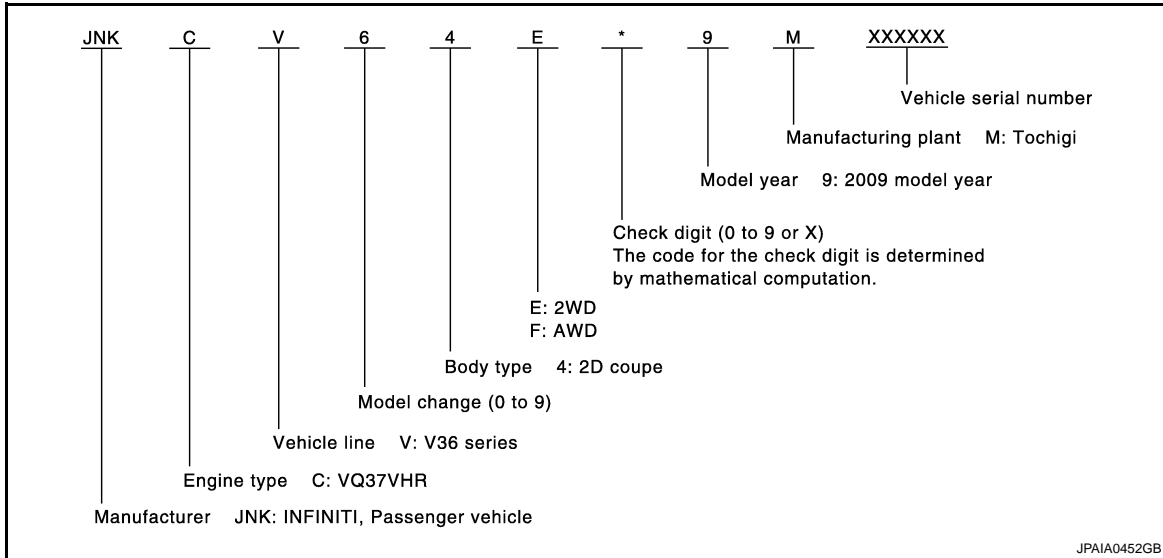 JNK C V 6 4 E * 9 M XXXXXX
Vehicle serial number
Manufacturing plant M: Tochigi
Model year 9: 2009 model year
Check digit (0 to 9 or X)
The code for the check digit is determined
by mathematical computation.
E: 2WD
F: AWD
Body type 4: 2D coupe
Model change (0 to 9)
Vehicle line V: V36 series
Engine type C: VQ37VHR
Manufacturer JNK: INFINITI, Passenger vehicle
JPAIA0452GB